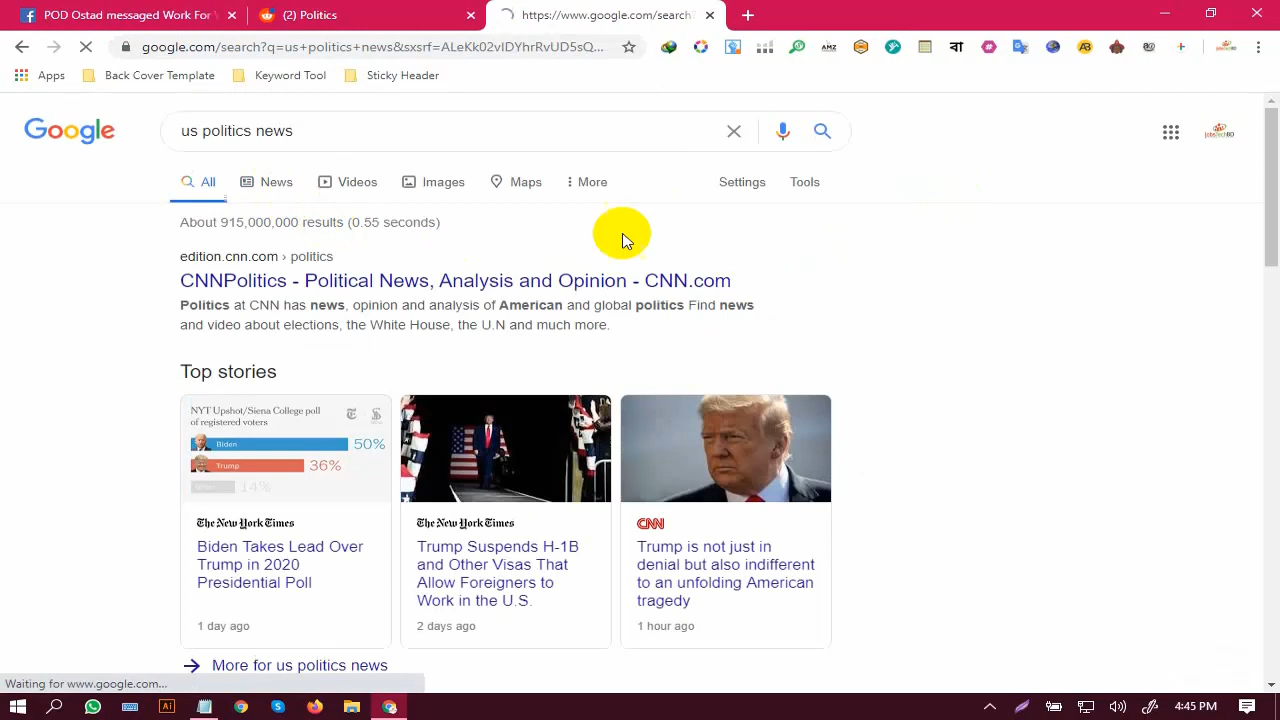 POD Ostad messaged Work For
(2) Politics
https://www.google.com/search?
google.com/search?q=us+politics+news&sxsrf=ALeKk02vIDYhrRvUD5sQ...
Apps
Back Cover Template
Keyword Tool
Sticky Header
Google
us politics news
All
News
Videos
Images
Maps
More
Settings
Tools
About 915,000,000 results (0.55 seconds)
edition.cnn.com › politics
CNNPolitics - Political News, Analysis and Opinion - CNN.com
Politics at CNN has news, opinion and analysis of American and global politics Find news
and video about elections, the White House, the U.N and much more.
Top stories
NYT Upshot/Siena College poll
of registered voters
Biden 50%
Trump 36%
14%
The New York Times
Biden Takes Lead Over
Trump in 2020
Presidential Poll
1 day ago
The New York Times
Trump Suspends H-1B
and Other Visas That
Allow Foreigners to
Work in the U.S.
2 days ago
CNN
Trump is not just in
denial but also indifferent
to an unfolding American
tragedy
1 hour ago
More for us politics news
Waiting for www.google.com...
4:45 PM